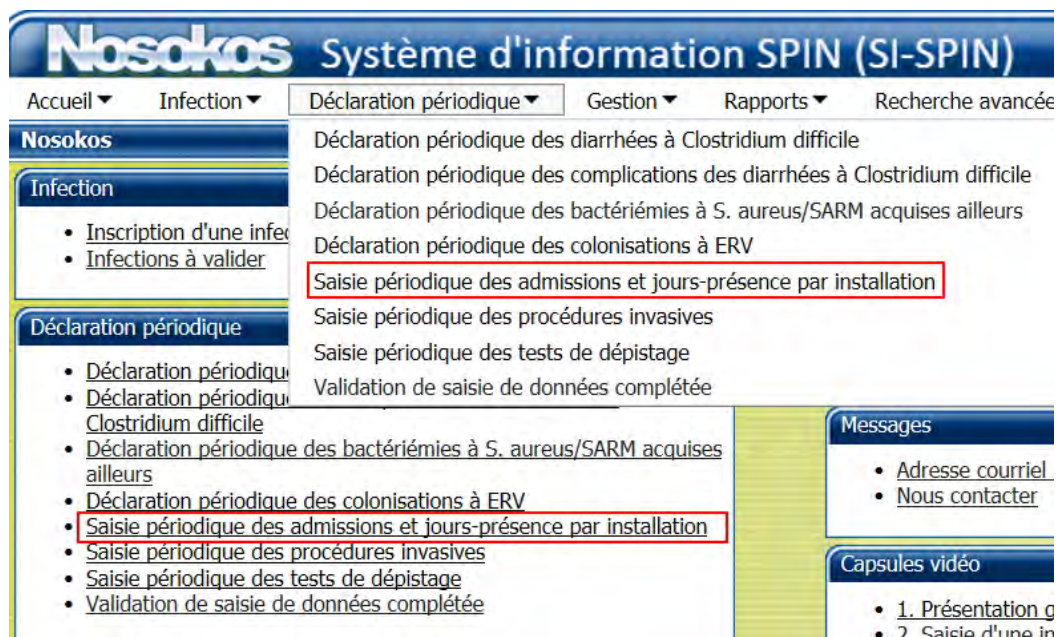 Nosokos Système d'information SPIN (SI-SPIN)
Accueil Infection Déclaration périodique Gestion Rapports Recherche avancée
Nosokos
Déclaration périodique des diarrhées à Clostridium difficile
Déclaration périodique des complications des diarrhées à Clostridium difficile
Déclaration périodique des bactériémies à S. aureus/SARM acquises ailleurs
Déclaration périodique des colonisations à ERV
Saisie périodique des admissions et jours-présence par installation
Saisie périodique des procédures invasives
Saisie périodique des tests de dépistage
Validation de saisie de données complétée
Infection
Inscription d'une
Infections à valider
Déclaration périodique
Déclaration
Déclaration
Clostridium difficile
Déclaration périodique des bactériémies à S. aureus/SARM acquises
ailleurs
Déclaration périodique des colonisations à ERV
Saisie périodique des admissions et jours-présence par installation
Saisie périodique des procédures invasives
Saisie périodique des tests de dépistage
Validation de saisie de données complétée
Messages
Adresse courriel
Nous contacter
Capsules vidéo
1. Présentation
2. Saisie d'une